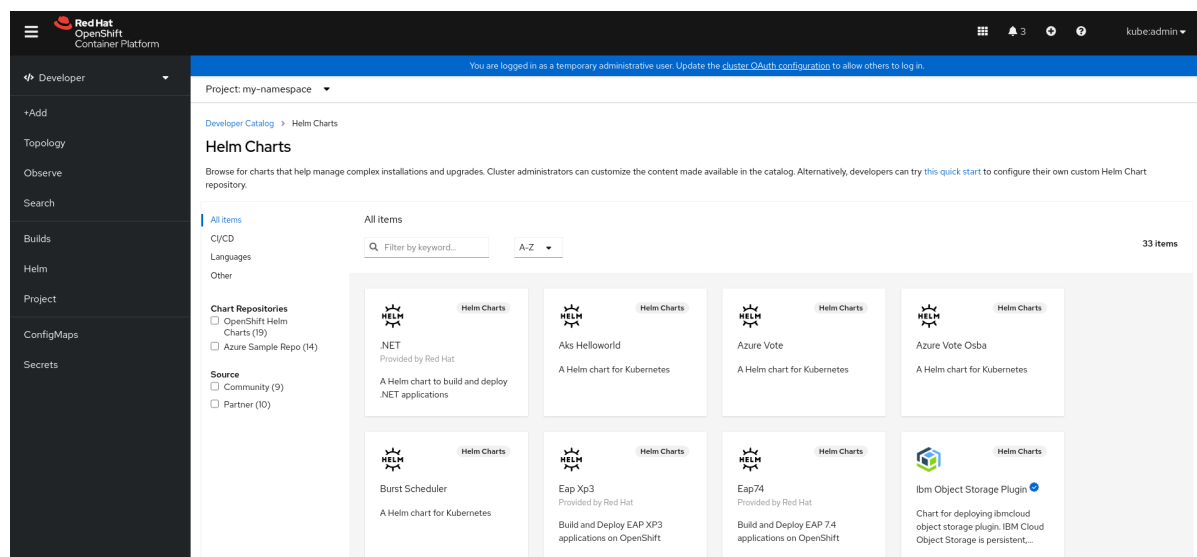 Red Hat
OpenShift
Container Platform
3
kube:admin
Developer
You are logged in as a temporary administrative user. Update the cluster OAuth configuration to allow others to log in.
Project: my-namespace
+Add
Topology
Observe
Search
Builds
Helm
Project
ConfigMaps
Secrets
Developer Catalog > Helm Charts
Helm Charts
Browse for charts that help manage complex installations and upgrades. Cluster administrators can customize the content made available in the catalog. Alternatively, developers can try this quick start to configure their own custom Helm Chart
repository.
All items
CI/CD
Languages
Other
Chart Repositories
OpenShift Helm
Charts (19)
Azure Sample Repo (14)
Source
Community (9)
Partner (10)
All items
Filter by keyword...
A-Z
33 items
HELM
Helm Charts
.NET
Provided by Red Hat
A Helm chart to build and deploy
.NET applications
HELM
Helm Charts
Aks Helloworld
A Helm chart for Kubernetes
HELM
Helm Charts
Azure Vote
A Helm chart for Kubernetes
HELM
Helm Charts
Azure Vote Osba
A Helm chart for Kubernetes
HELM
Helm Charts
Burst Scheduler
A Helm chart for Kubernetes
HELM
Helm Charts
Eap Xp3
Provided by Red Hat
Build and Deploy EAP XP3
applications on OpenShift
HELM
Helm Charts
Eap74
Provided by Red Hat
Build and Deploy EAP 7.4
applications on OpenShift
Helm Charts
Ibm Object Storage Plugin
Chart for deploying ibmcloud
object storage plugin. IBM Cloud
Object Storage is persistent,...